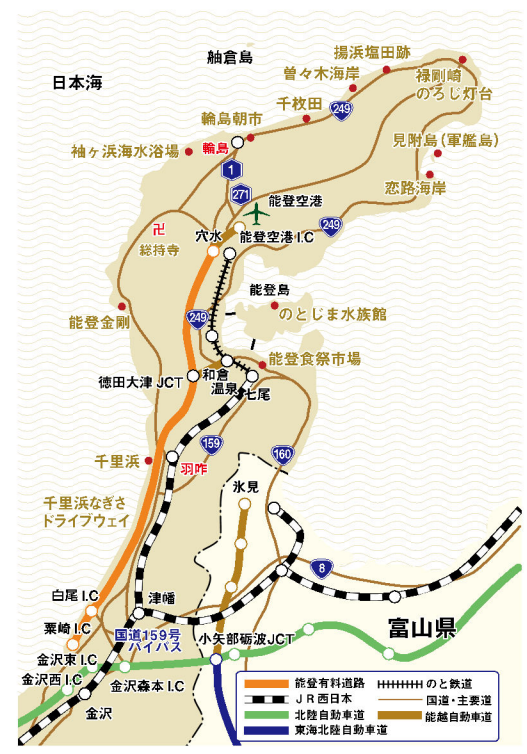 舳倉島
揚浜塩田跡
日本海
曽々木海岸
禄剛崎
のろし灯台
千枚田
249
輪島朝市
見附島(軍艦島)
袖ヶ浜海水浴場
輪島
1
恋路海岸
271
能登空港
249
卍
穴水
能登空港 I.C
総持寺
能登島
のとじま水族館
能登金剛
249
能登食祭市場
徳田大津 JCT
和倉
温泉
七尾
159
160
千里浜
羽咋
氷見
千里浜なぎさ
ドライブウェイ
8
白尾 I.C
津幡
富山県
粟崎 I.C
国道159号
バイパス
小矢部砺波JCT
金沢東 I.C
金沢西 I.C
金沢森本 I.C
金沢
能登有料道路
のと鉄道
JR西日本
国道・主要道
北陸自動車道
能越自動車道
東海北陸自動車道